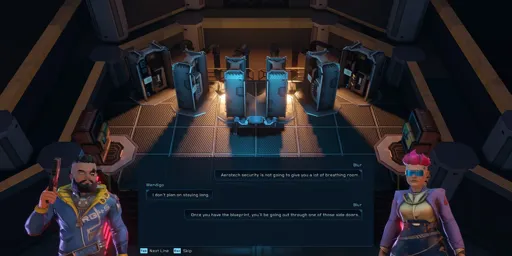 Blur
Aerotech security is not going to give you a lot of breathing room.
Wendigo
I don't plan on staying long.
Blur
Once you have the blueprint, you'll be going out through one of those side doors.
Next Line
Skip